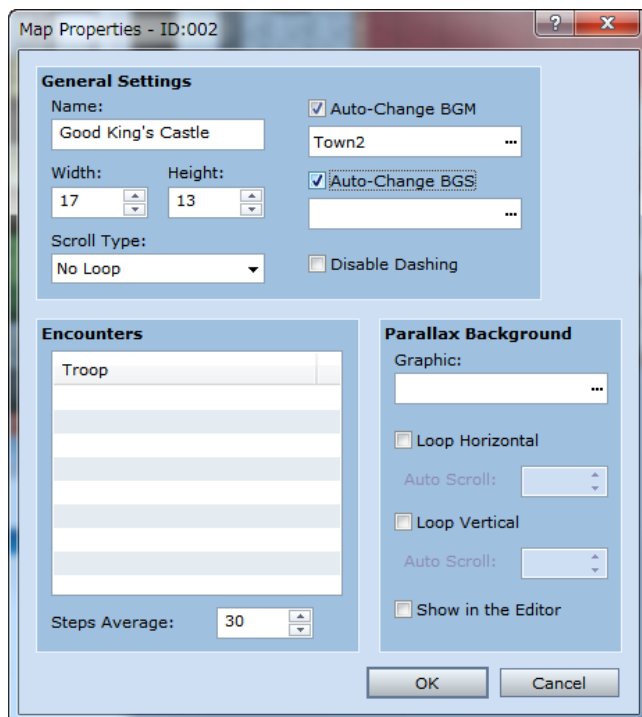 Map Properties - ID:002
General Settings
Name:
Good King's Castle
Width:
Height:
17
13
Scroll Type:
No Loop
Auto-Change BGM
Town2
...
Auto-Change BGS
...
Disable Dashing
Encounters
Troop
Steps Average:
30
Parallax Background
Graphic:
...
Loop Horizontal
Auto Scroll:
Loop Vertical
Auto Scroll:
Show in the Editor
OK
Cancel